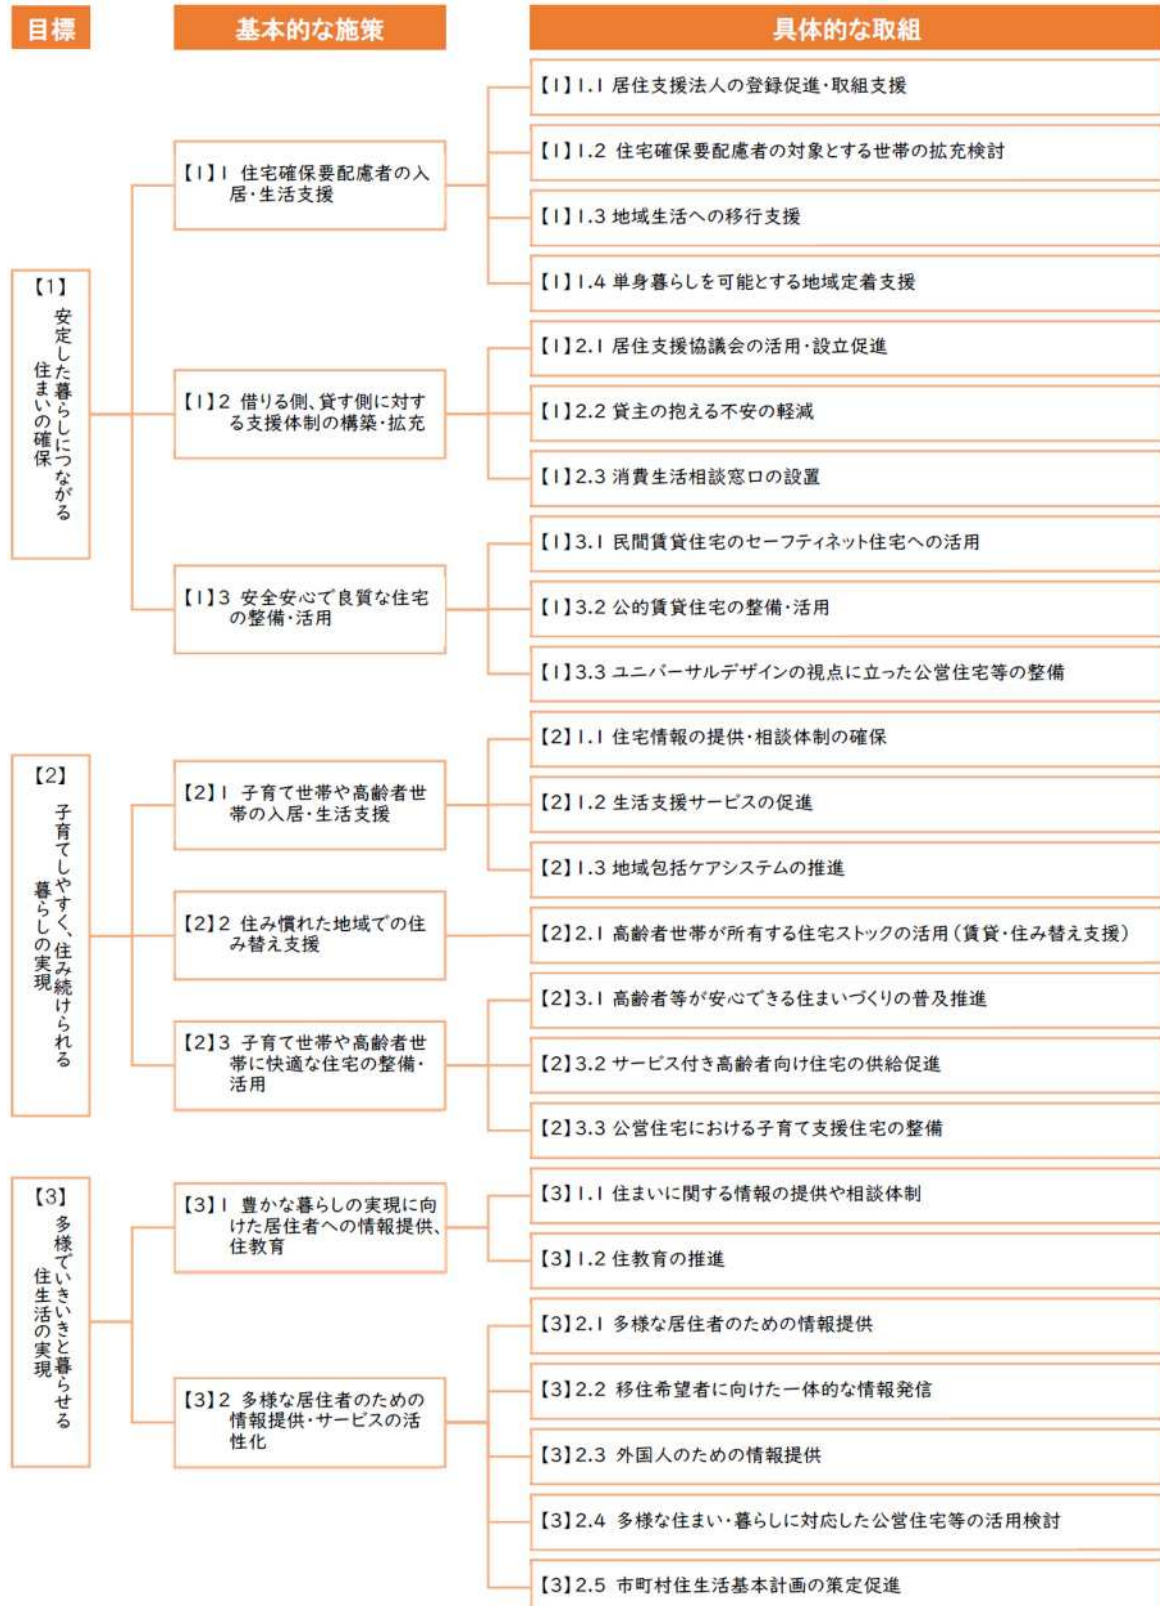 目標
基本的な施策
具体的な取組
【1】
安定した暮らしにつながる
住まいの確保
【1】1 住宅確保要配慮者の入
居・生活支援
【1】1.1 居住支援法人の登録促進・取組支援
【1】1.2 住宅確保要配慮者の対象とする世帯の拡充検討
【1】1.3 地域生活への移行支援
【1】1.4 単身暮らしを可能とする地域定着支援
【1】2 借りる側、貸す側に対す
る支援体制の構築・拡充
【1】2.1 居住支援協議会の活用・設立促進
【1】2.2 貸主の抱える不安の軽減
【1】2.3 消費生活相談窓口の設置
【1】3 安全安心で良質な住宅
の整備・活用
【1】3.1 民間賃貸住宅のセーフティネット住宅への活用
【1】3.2 公的賃貸住宅の整備・活用
【1】3.3 ユニバーサルデザインの視点に立った公営住宅等の整備
【2】
子育てしやすく、住み続けられる
暮らしの実現
【2】1 子育て世帯や高齢者世
帯の入居・生活支援
【2】1.1 住宅情報の提供・相談体制の確保
【2】1.2 生活支援サービスの促進
【2】1.3 地域包括ケアシステムの推進
【2】2 住み慣れた地域での住
み替え支援
【2】2.1 高齢者世帯が所有する住宅ストックの活用(賃貸・住み替え支援)
【2】3 子育て世帯や高齢者世
帯に快適な住宅の整備・
活用
【2】3.1 高齢者等が安心できる住まいづくりの普及推進
【2】3.2 サービス付き高齢者向け住宅の供給促進
【2】3.3 公営住宅における子育て支援住宅の整備
【3】
多様でいきいきと暮らせる
住生活の実現
【3】1 豊かな暮らしの実現に向
けた居住者への情報提供、
住教育
【3】1.1 住まいに関する情報の提供や相談体制
【3】1.2 住教育の推進
【3】2 多様な居住者のための
情報提供・サービスの活
性化
【3】2.1 多様な居住者のための情報提供
【3】2.2 移住希望者に向けた一体的な情報発信
【3】2.3 外国人のための情報提供
【3】2.4 多様な住まい・暮らしに対応した公営住宅等の活用検討
【3】2.5 市町村住生活基本計画の策定促進